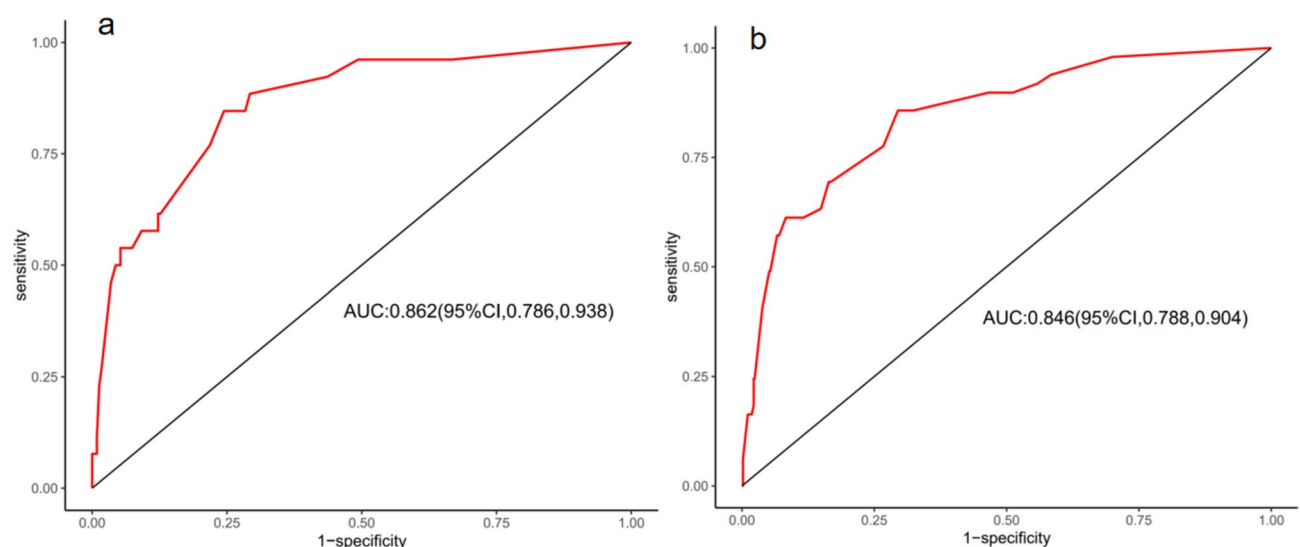 a
1.00
0.75
0.50
0.25
0.00
sensitivity
AUC:0.862(95%CI,0.786,0.938)
0.00 0.25 0.50 0.75 1.00
1-specificity
b
1.00
0.75
0.50
0.25
0.00
sensitivity
AUC:0.846(95%CI,0.788,0.904)
0.00 0.25 0.50 0.75 1.00
1-specificity